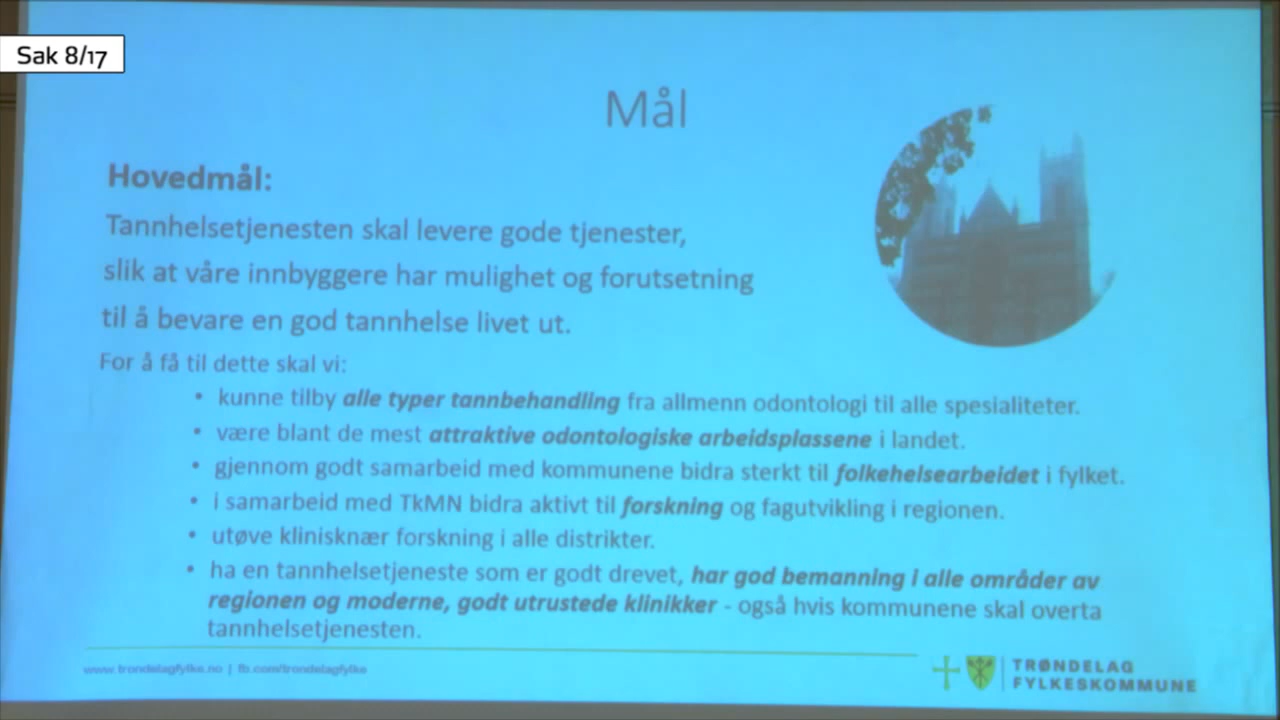 Sak 8/17
Mål
Hovedmål:
Tannhelsetjenesten skal levere gode tjenester,
slik at våre innbyggere har mulighet og forutsetning
til å bevare en god tannhelse livet ut.
For å få til dette skal vi:
• kunne tilby alle typer tannbehandling fra allmenn odontologi til alle spesialiteter.
• være blant de mest attraktive odontologiske arbeidsplassene i landet.
• gjennom godt samarbeid med kommunene bidra sterkt til folkehelsearbeidet i fylket.
• i samarbeid med TkMN bidra aktivt til forskning og fagutvikling i regionen.
• utøve klinisknær forskning i alle distrikter.
• ha en tannhelsetjeneste som er godt drevet, har god bemanning i alle områder av
regionen og moderne, godt utrustede klinikker - også hvis kommunene skal overta
tannhelsetjenesten.
www.trondelagfylke.no | fb.com/trondelagfylke
TRØNDELAG
FYLKESKOMMUNE